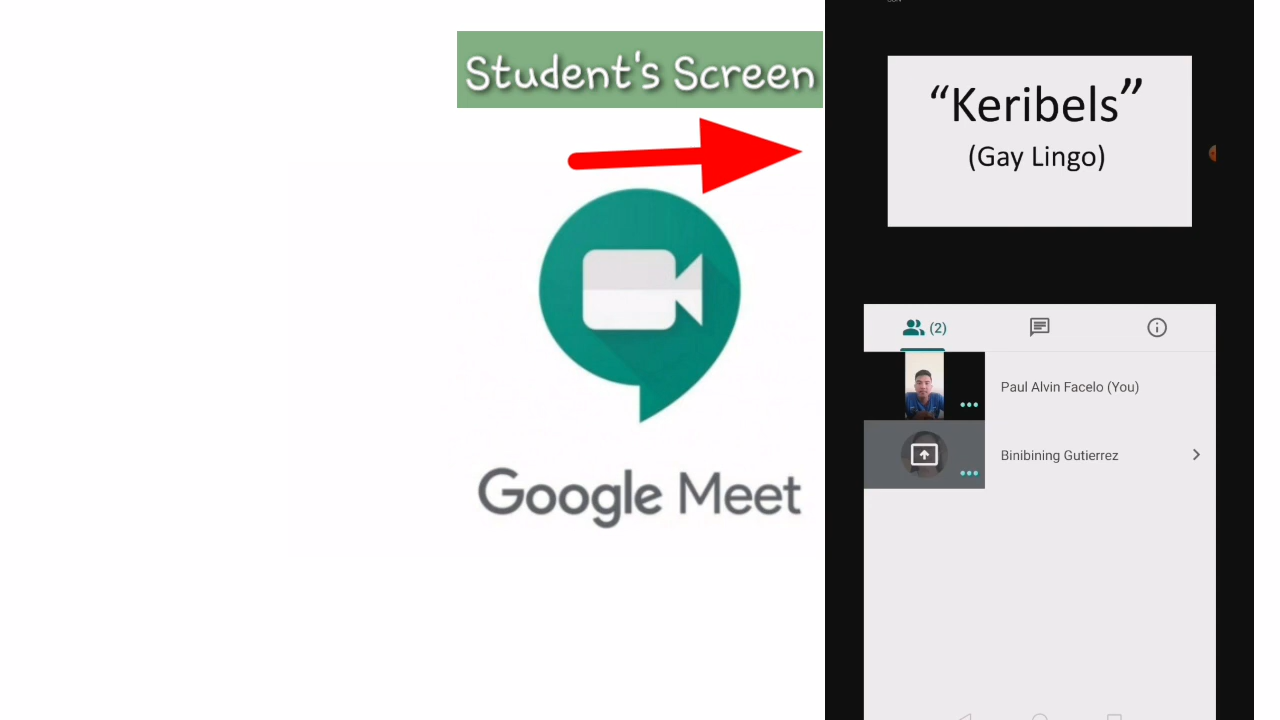 Student's Screen
Google Meet
“Keribels”
(Gay Lingo)
(2)
Paul Alvin Facelo (You)
Binibining Gutierrez